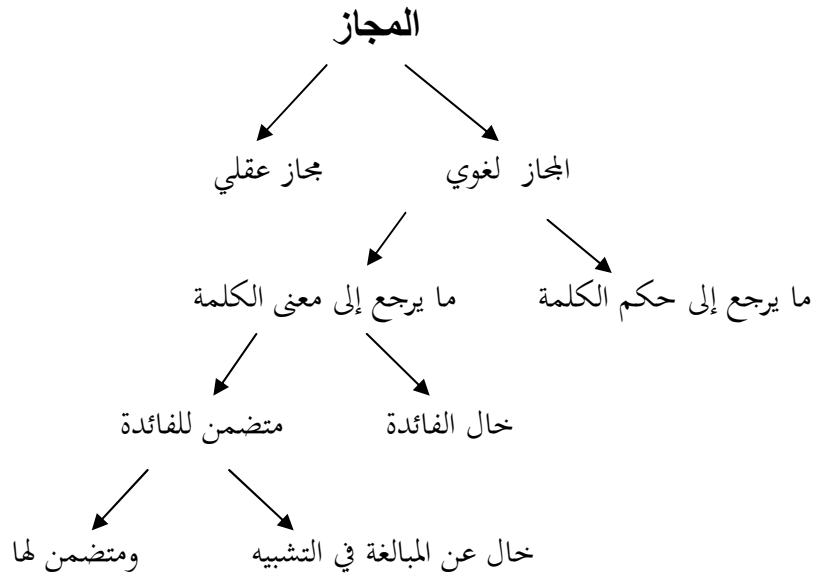 المجاز
المجاز لغوي مجاز عقلي
ما يرجع إلى حكم الكلمة ما يرجع إلى معنى الكلمة
خال الفائدة متضمن للفائدة
خال عن المبالغة في التشبيه ومتضمن لها